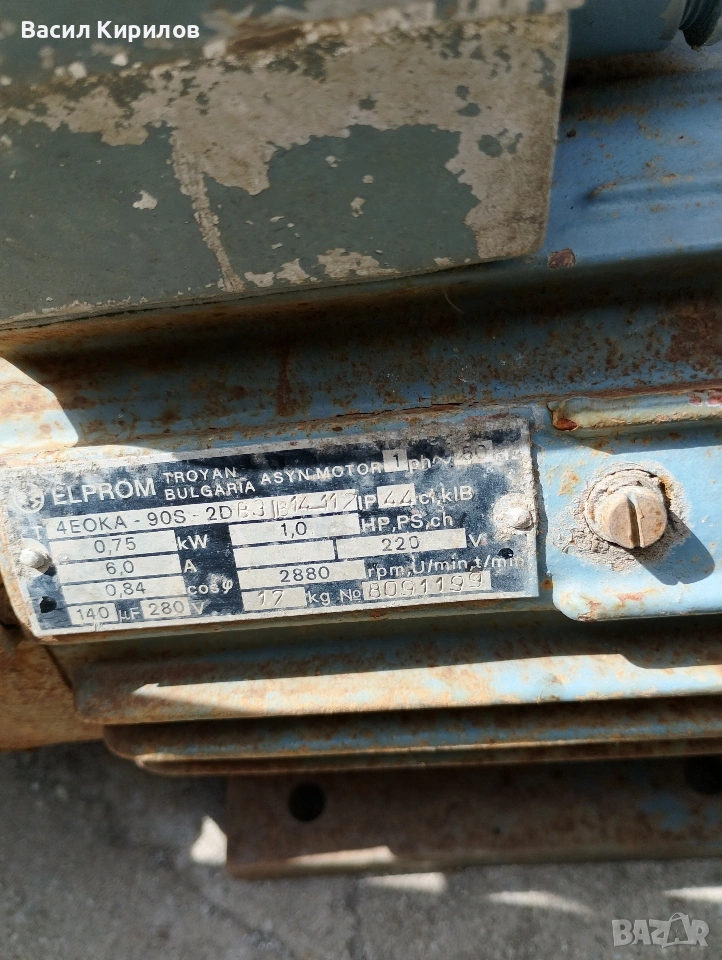 Васил Кирилов
ELPROM TROYAN BULGARIA ASYN.MOTOR 1 ph~
T 4EOKA - 90S - 2D IP 44 cl,klB
0,75 kW 1,0 HP,PS,ch
6,0 A 220 V
0,84 cosφ 2880 rpm,U/min,t/min
140 µF 280 V 17 kg № 8091199
BAZAR